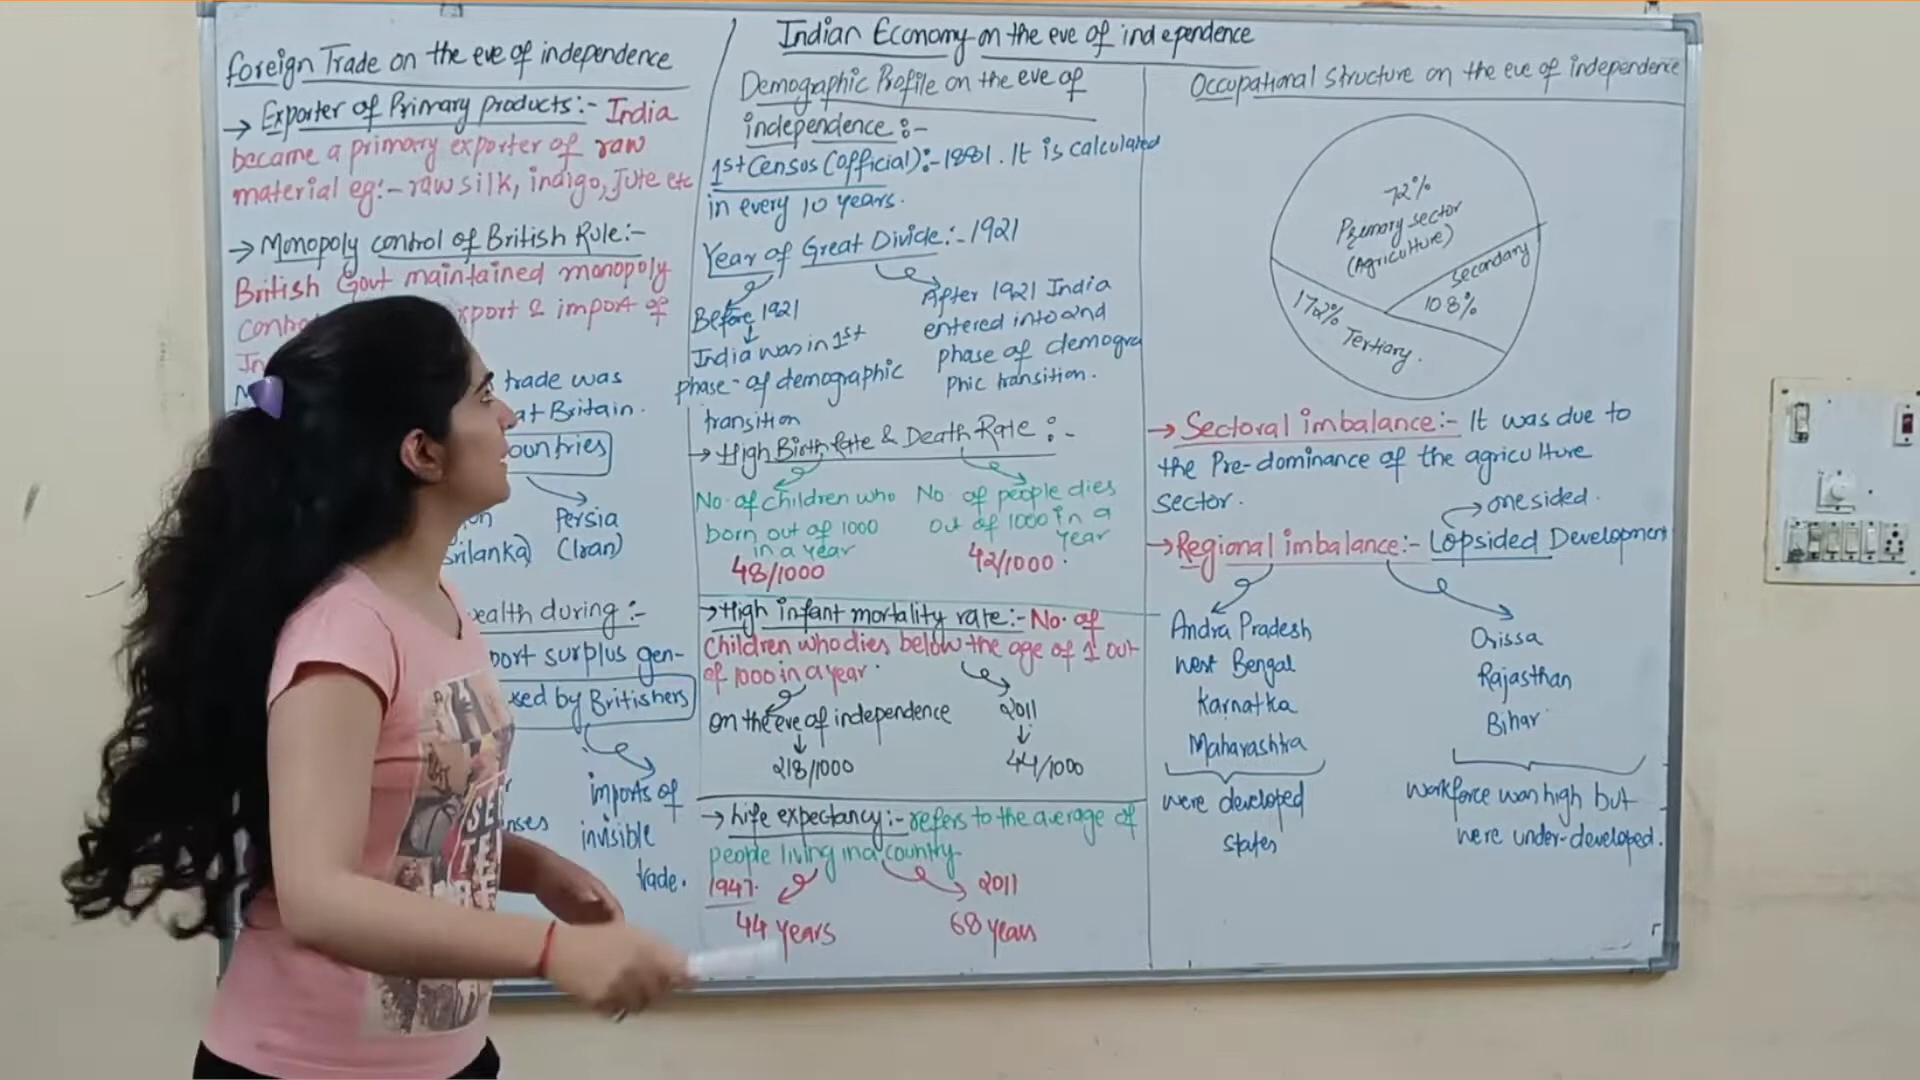 Indian Economy on the eve of independence
Foreign Trade on the eve of independence
→ Exporter of Primary products:- India
became a primary exporter of raw
material eg:- raw silk, indigo, Jute etc
→ Monopoly control of British Rule:-
British Govt maintained monopoly
xport & import of
In
trade was
at Britain.
ountries
Persia
rilanka) (Iran)
ealth during :-
port surplus gen-
sed by Britishers
imports of
nses invisible
trade.
Demographic Profile on the eve of
independence :-
1st Census (official):- 1881. It is calculated
in every 10 years.
Year of Great Divide:- 1921
Before 1921
India was in 1st
phase - of demographic
transition
After 1921 India
entered into 2nd
phase of demogra
phic transition.
→ High Birth Rate & Death Rate :-
No. of children who
born out of 1000
in a year
48/1000
No. of people dies
out of 1000 in a
year
42/1000.
→ High infant mortality rate:- No. of
children who dies below the age of 1 out
of 1000 in a year.
on the eve of independence
218/1000
2011
44/1000
→ Life expectancy:- refers to the average of
people living in a country
1947.
44 years
2011
68 years
Occupational structure on the eve of independence
72%
Primary sector
(Agriculture)
Secondary
10.8%
17.2% Tertiary.
→ Sectoral imbalance:- It was due to
the Pre-dominance of the agriculture
sector.
→ one sided.
→ Regional imbalance:- Lopsided Development
Andra Pradesh
West Bengal
Karnatka
Maharashtra
were developed
states
Orissa
Rajasthan
Bihar
workforce was high but
were under-developed.